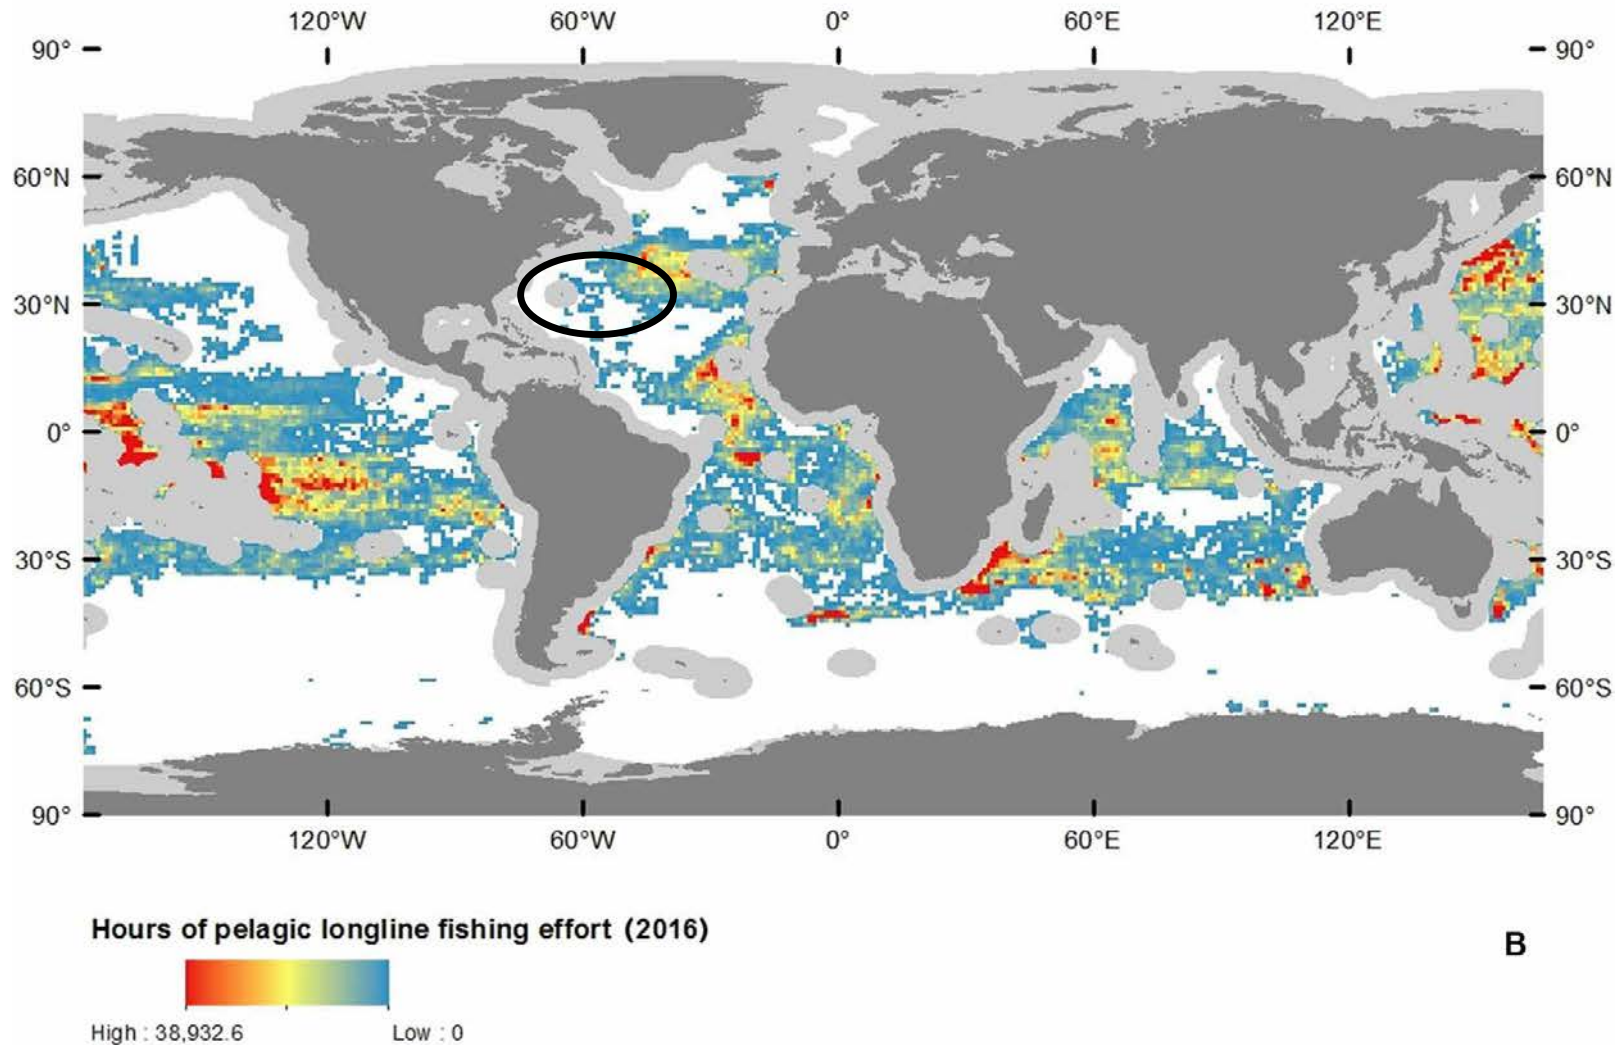 120°W 60°W 0° 60°E 120°E
90° 90°
60°N 60°N
30°N 30°N
0° 0°
30°S 30°S
60°S 60°S
90° 90°
120°W 60°W 0° 60°E 120°E
Hours of pelagic longline fishing effort (2016)
B
High : 38,932.6 Low : 0